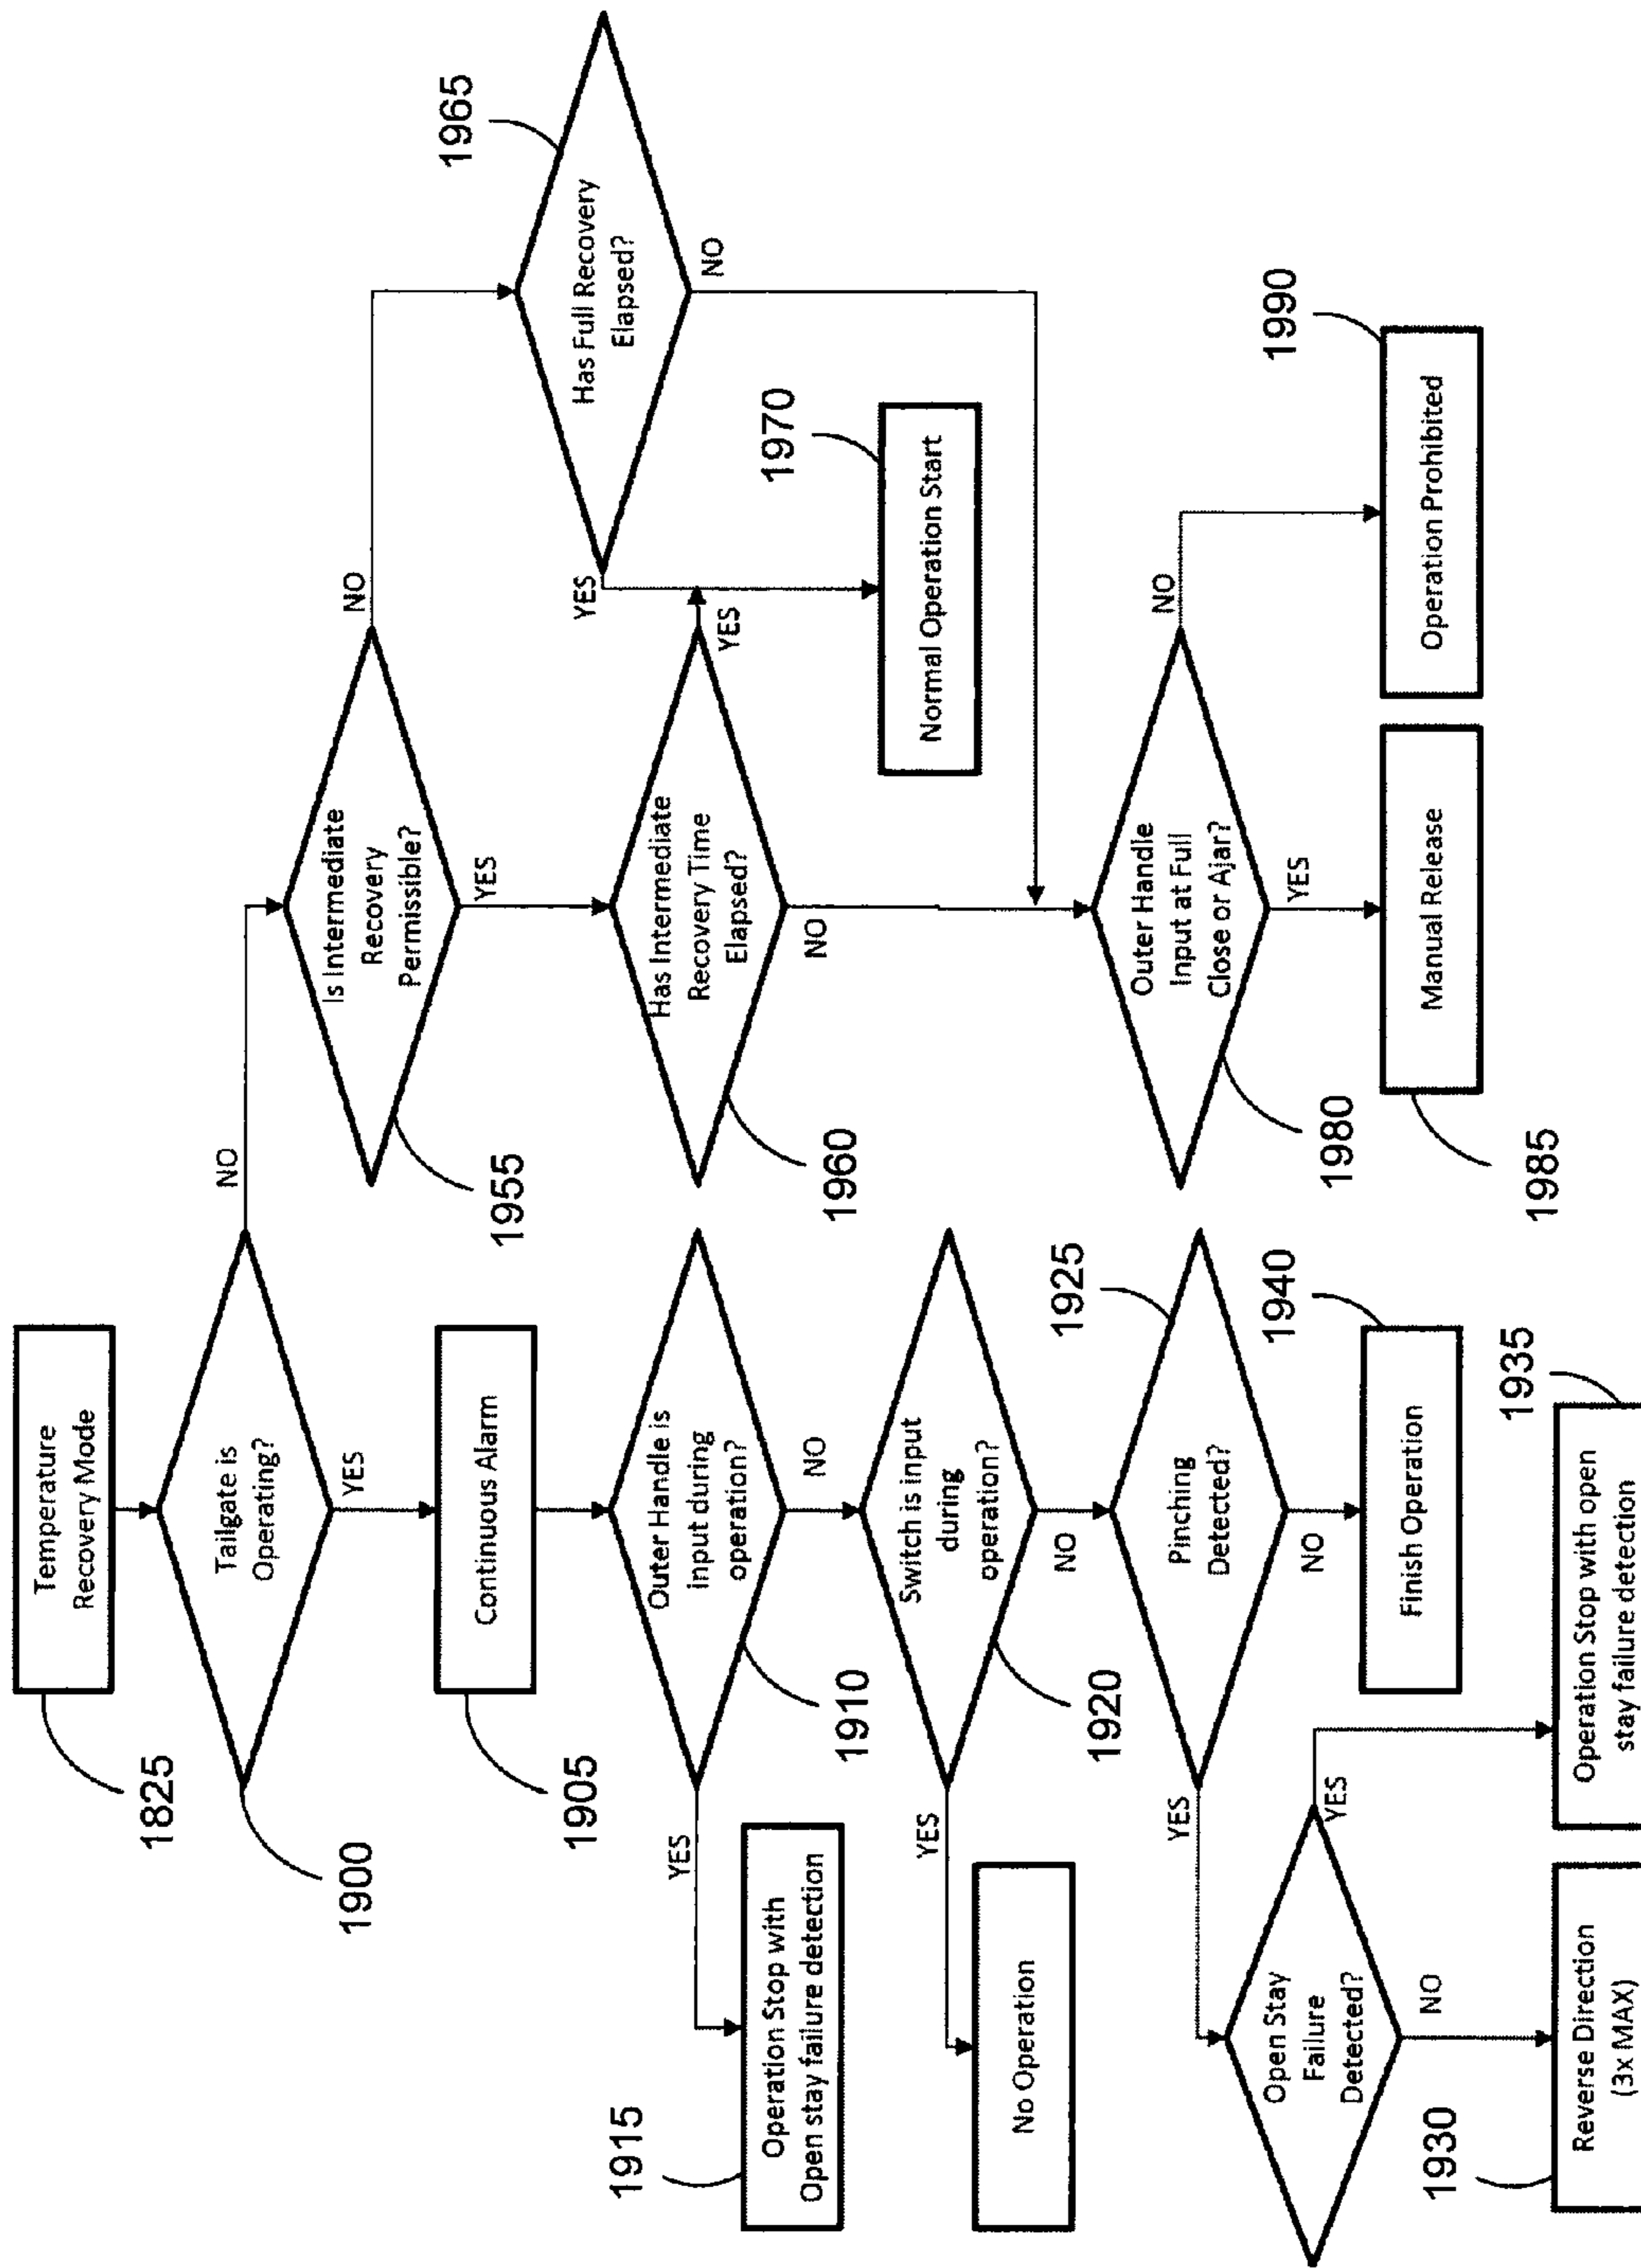 Temperature
Recovery Mode
1825
Tailgate is
Operating?
1900
NO
YES
Continuous Alarm
1905
Outer Handle is
input during
operation?
1910
YES
NO
Operation Stop with
Open stay failure detection
1915
Switch is input
during
operation?
1920
YES
NO
No Operation
Pinching
Detected?
1925
YES
NO
Finish Operation
1940
Open Stay
Failure
Detected?
YES
NO
Reverse Direction
(3x MAX)
1930
Operation Stop with open
stay failure detection
1935
Is Intermediate
Recovery
Permissible?
1955
NO
YES
Has Intermediate
Recovery Time
Elapsed?
1960
YES
NO
Has Full Recovery
Elapsed?
1965
YES
NO
Normal Operation Start
1970
Outer Handle
Input at Full
Close or Ajar?
1980
NO
YES
Manual Release
1985
Operation Prohibited
1990